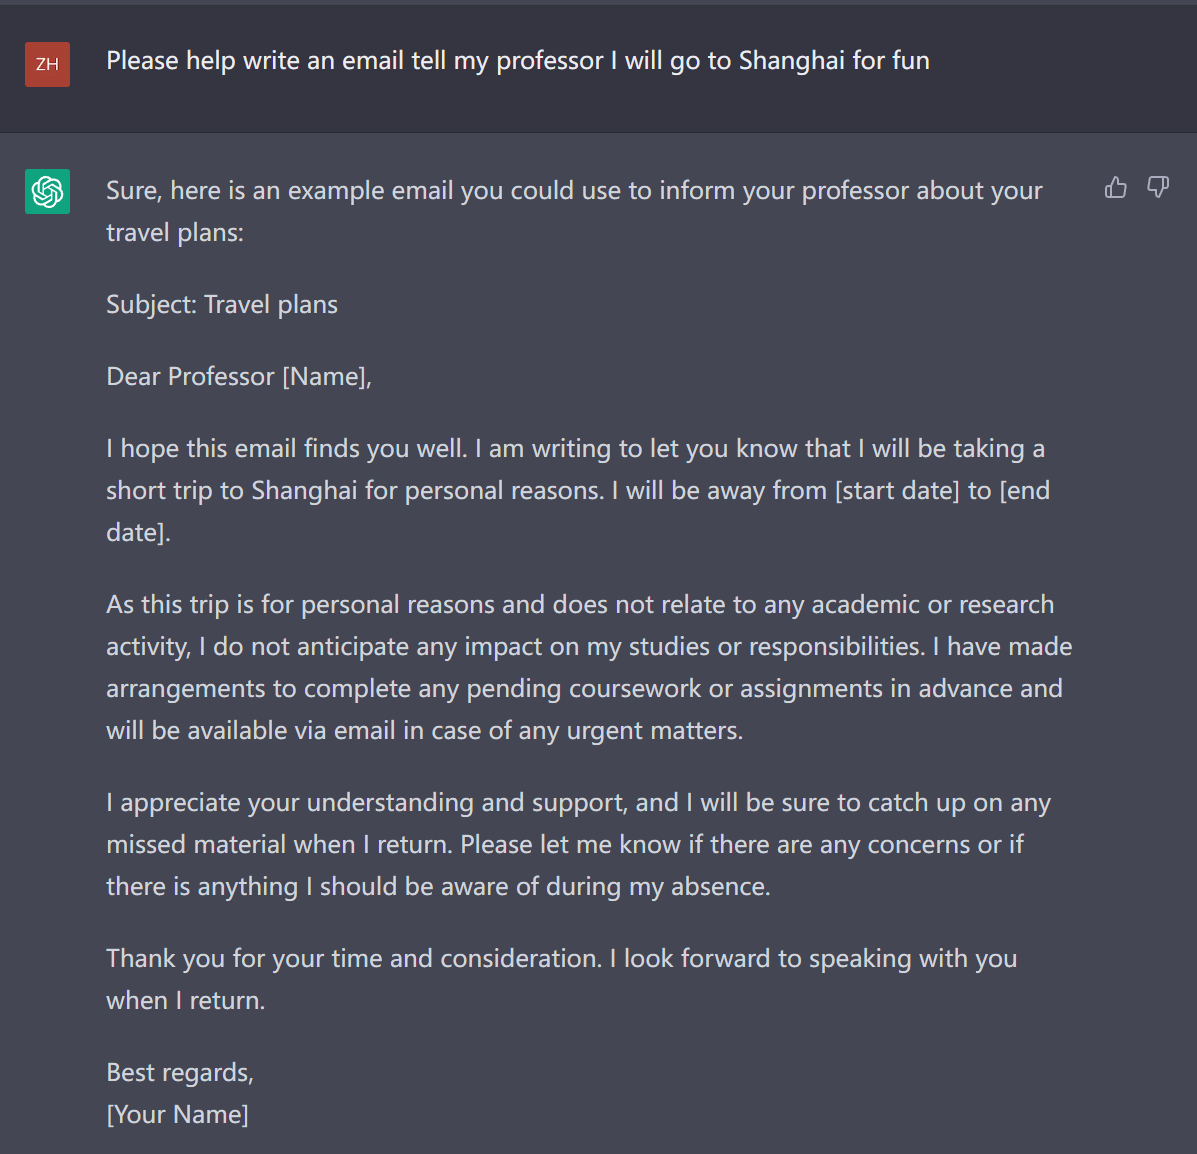 ZH
Please help write an email tell my professor I will go to Shanghai for fun
Sure, here is an example email you could use to inform your professor about your
travel plans:
Subject: Travel plans
Dear Professor [Name],
I hope this email finds you well. I am writing to let you know that I will be taking a
short trip to Shanghai for personal reasons. I will be away from [start date] to [end
date].
As this trip is for personal reasons and does not relate to any academic or research
activity, I do not anticipate any impact on my studies or responsibilities. I have made
arrangements to complete any pending coursework or assignments in advance and
will be available via email in case of any urgent matters.
I appreciate your understanding and support, and I will be sure to catch up on any
missed material when I return. Please let me know if there are any concerns or if
there is anything I should be aware of during my absence.
Thank you for your time and consideration. I look forward to speaking with you
when I return.
Best regards,
[Your Name]